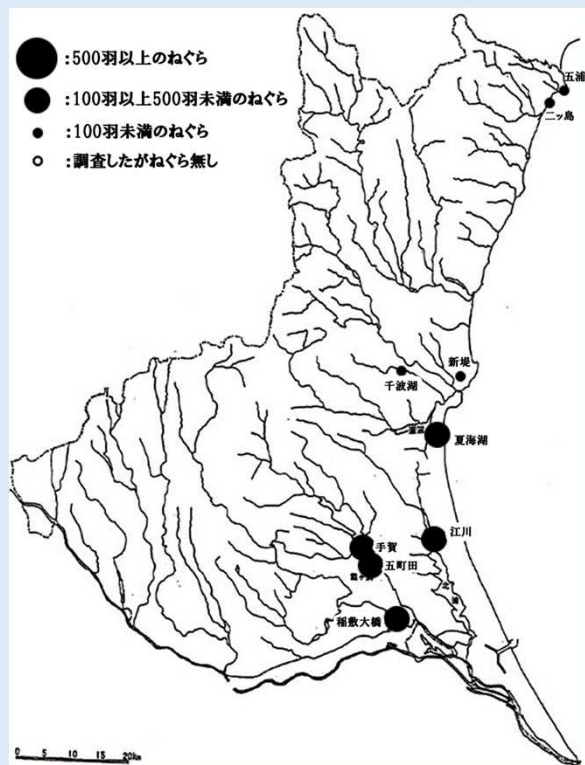 :500羽以上のねぐら
:100羽以上500羽未満のねぐら
:100羽未満のねぐら
:調査したがねぐら無し
五浦
二ッ島
新堤
千波湖
夏海湖
江川
手賀
五町田
北浦
稲敷大橋
0 5 10 15 20km